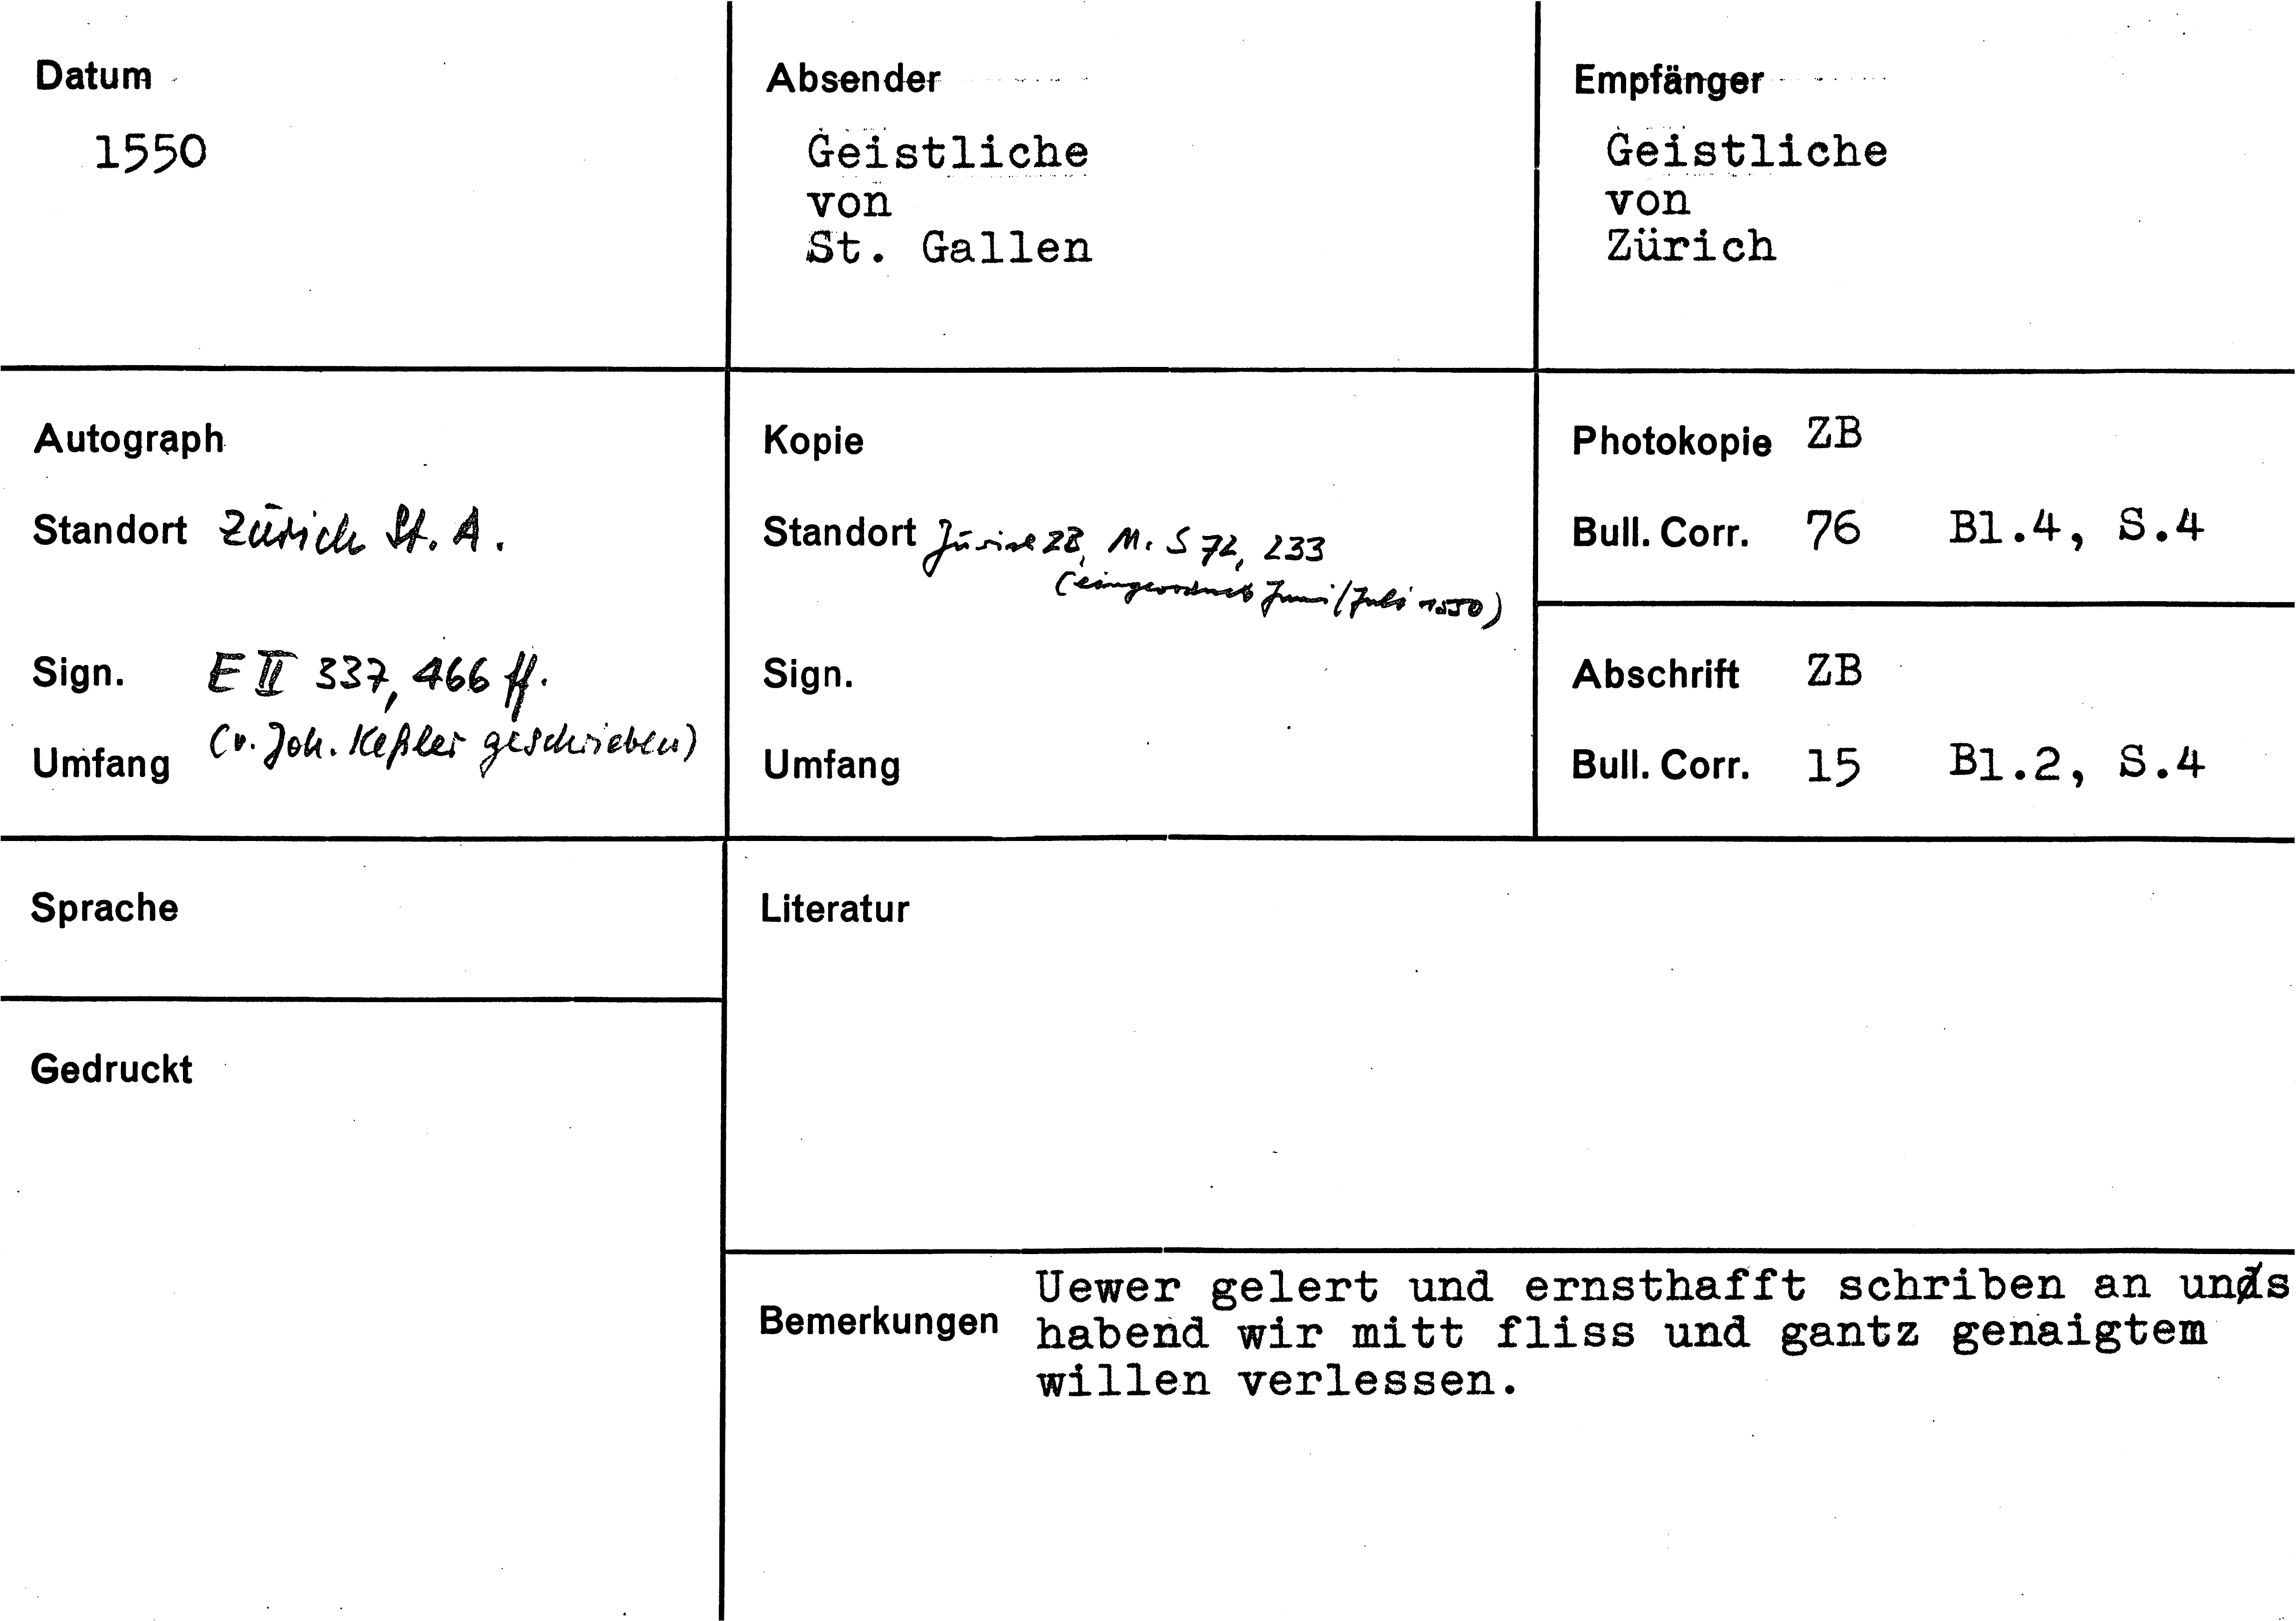 Datum
1550
Absender
Geistliche
von
St. Gallen
Empfänger
Geistliche
von
Zürich
Autograph
Standort Zürich St. A.
Sign. E II 337, 466 ff.
(v. Joh. Keßler geschrieben)
Umfang
Kopie
Standort Zürich ZB, Ms S 72, 233
(eingeordnet Juni/Juli 1550)
Sign.
Umfang
Photokopie ZB
Bull. Corr. 76 Bl.4, S.4
Abschrift ZB
Bull. Corr. 15 Bl.2, S.4
Sprache
Gedruckt
Literatur
Bemerkungen
Uewer gelert und ernsthafft schriben an uns
habend wir mitt fliss und gantz genaigtem
willen verlessen.